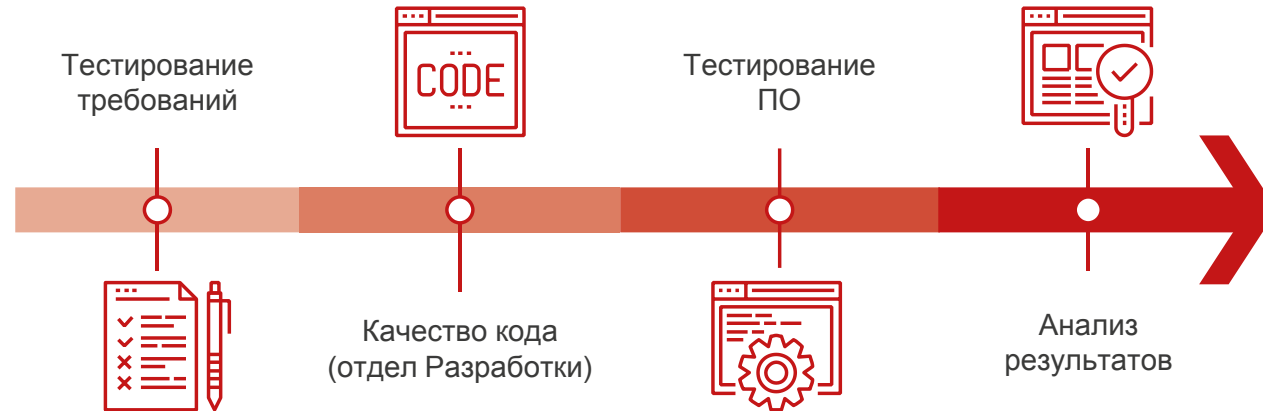 Тестирование
требований
CODE
Качество кода
(отдел Разработки)
Тестирование
ПО
Анализ
результатов